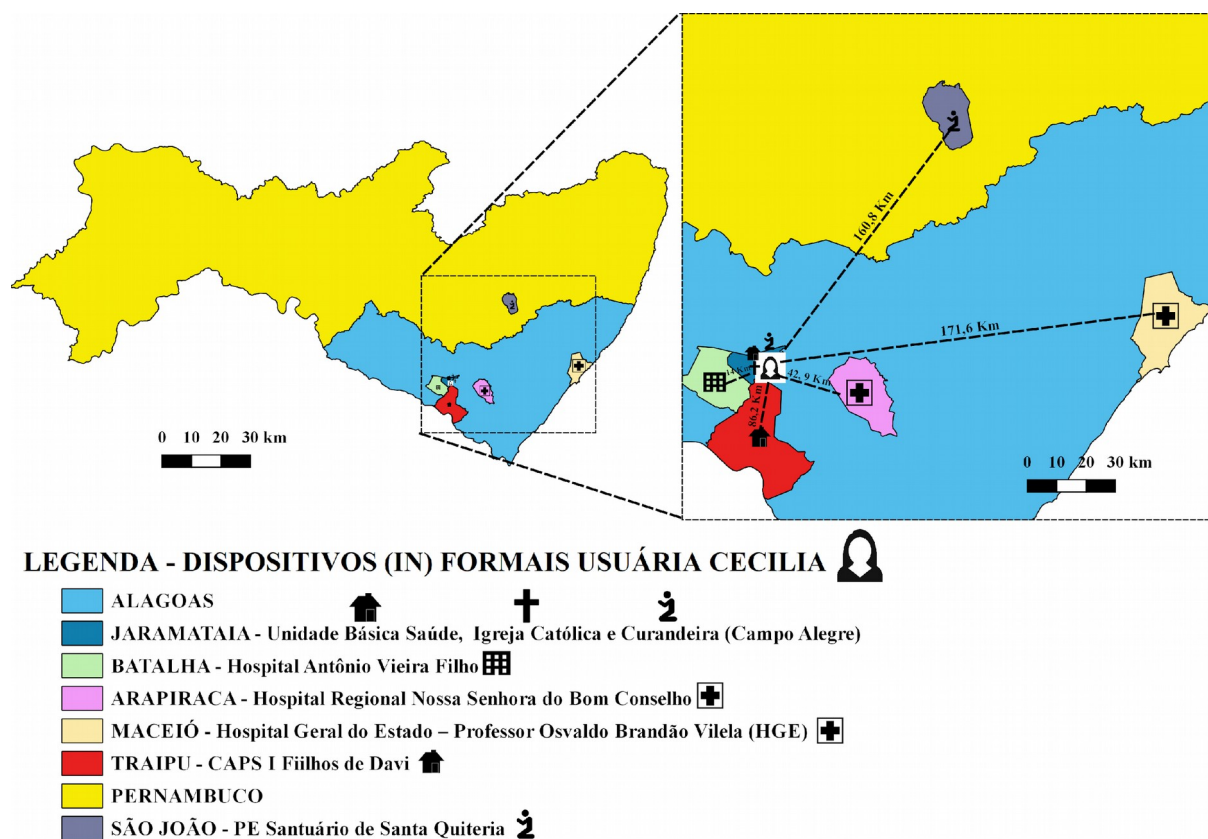 160,8 Km
171,6 Km
14 Km
42, 9 Km
86,2 Km
0 10 20 30 km
0 10 20 30 km
LEGENDA - DISPOSITIVOS (IN) FORMAIS USUÁRIA CECILIA
ALAGOAS
JARAMATAIA - Unidade Básica Saúde, Igreja Católica e Curandeira (Campo Alegre)
BATALHA - Hospital Antônio Vieira Filho
ARAPIRACA - Hospital Regional Nossa Senhora do Bom Conselho
MACEIÓ - Hospital Geral do Estado – Professor Osvaldo Brandão Vilela (HGE)
TRAIPU - CAPS I Fiilhos de Davi
PERNAMBUCO
SÃO JOÃO - PE Santuário de Santa Quiteria